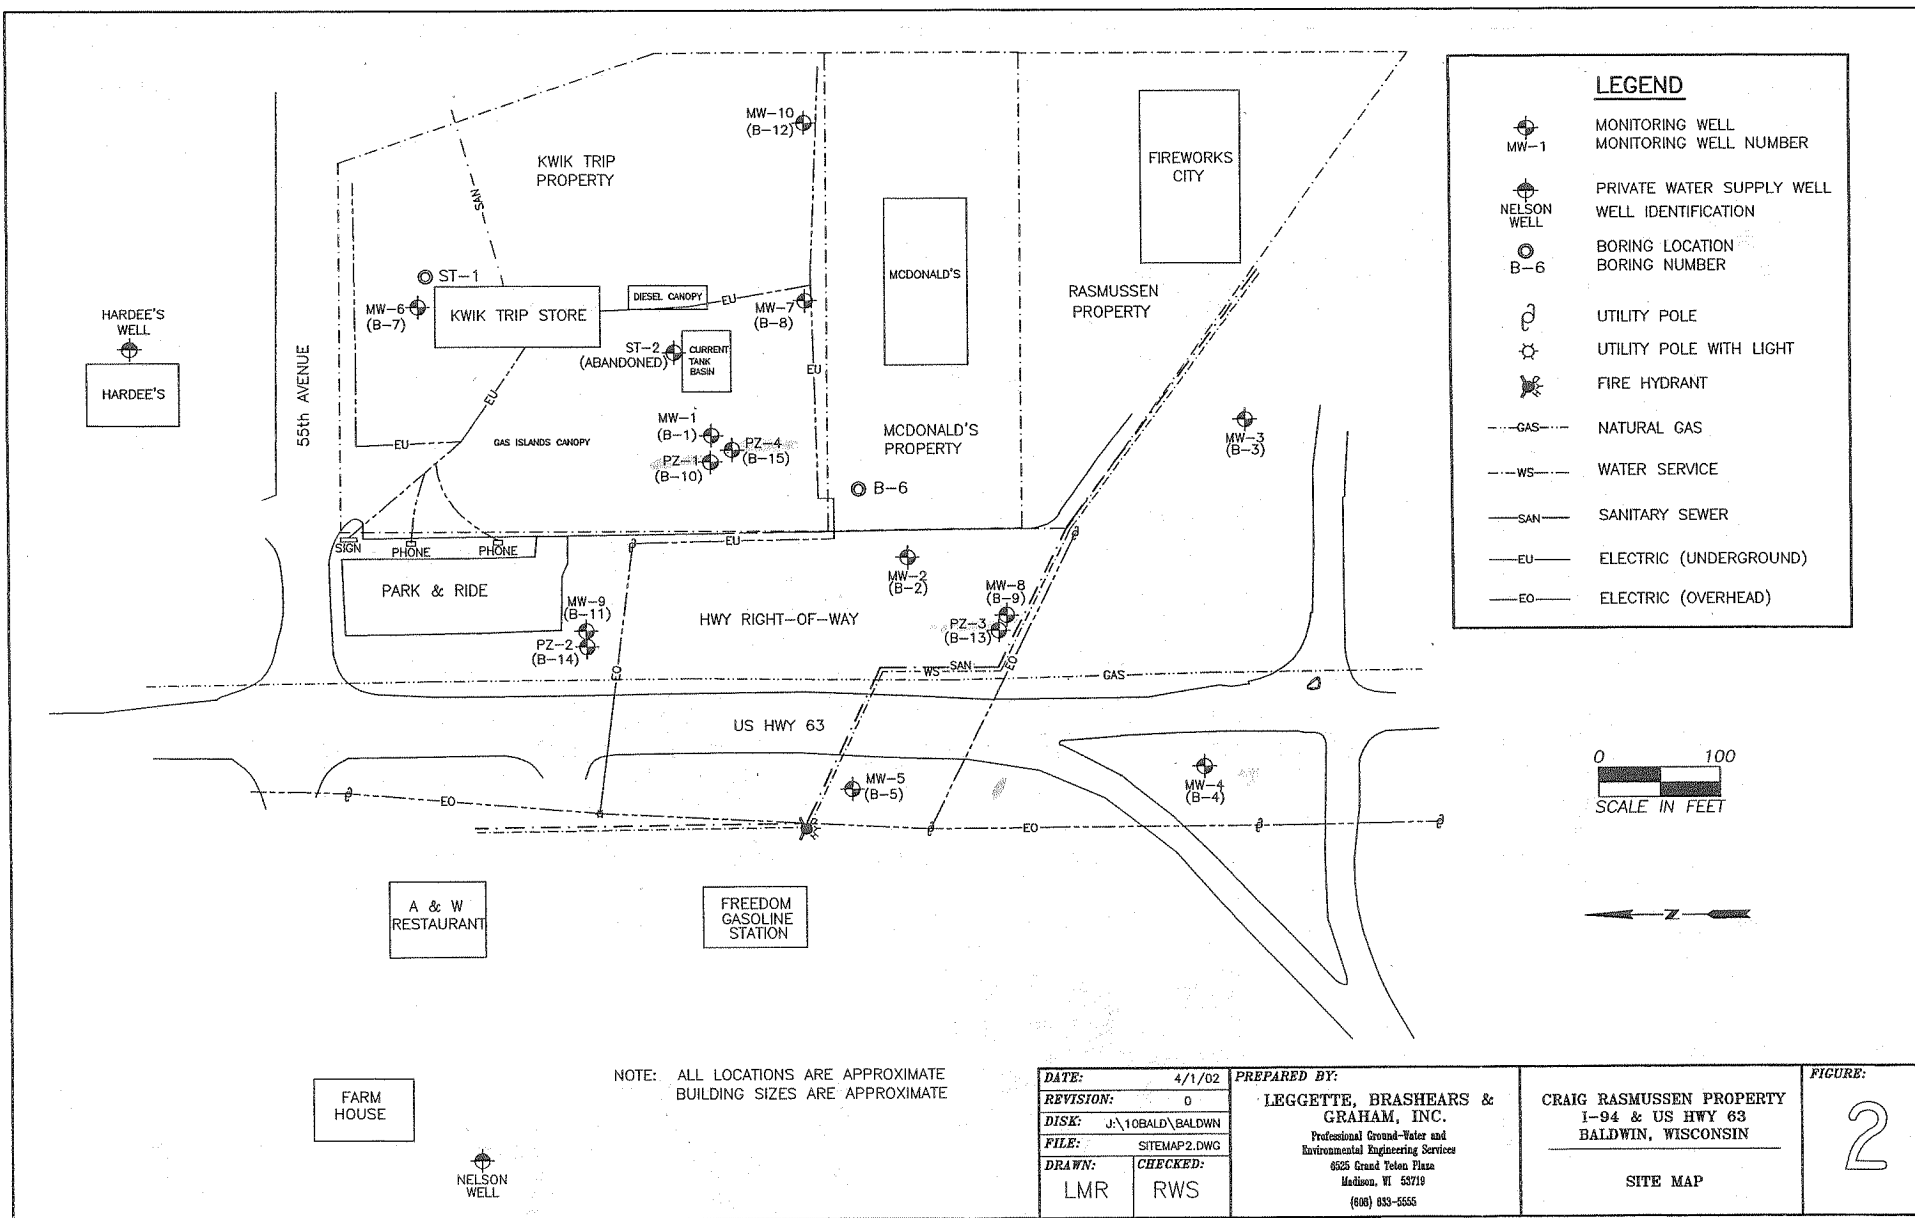 MW-10
(B-12)
KWIK TRIP
PROPERTY
SAN
ST-1
MW-6
(B-7)
KWIK TRIP STORE
DIESEL CANOPY
EU
MW-7
(B-8)
ST-2
(ABANDONED)
CURRENT
TANK
BASIN
EU
EU
EU
GAS ISLANDS CANOPY
MW-1
(B-1)
PZ-4
(B-15)
PZ-1
(B-10)
HARDEE'S
WELL
HARDEE'S
55th AVENUE
MCDONALD'S
MCDONALD'S
PROPERTY
B-6
FIREWORKS
CITY
RASMUSSEN
PROPERTY
MW-3
(B-3)
SIGN
PHONE
PHONE
EU
PARK & RIDE
MW-9
(B-11)
PZ-2
(B-14)
EO
HWY RIGHT-OF-WAY
MW-2
(B-2)
MW-8
(B-9)
PZ-3
(B-13)
WS
SAN
EO
GAS
US HWY 63
EO
MW-5
(B-5)
MW-4
(B-4)
EO
A & W
RESTAURANT
FREEDOM
GASOLINE
STATION
FARM
HOUSE
NELSON
WELL
NOTE: ALL LOCATIONS ARE APPROXIMATE
BUILDING SIZES ARE APPROXIMATE
LEGEND
MONITORING WELL
MW-1 MONITORING WELL NUMBER
PRIVATE WATER SUPPLY WELL
NELSON
WELL
WELL IDENTIFICATION
BORING LOCATION
B-6 BORING NUMBER
UTILITY POLE
UTILITY POLE WITH LIGHT
FIRE HYDRANT
GAS NATURAL GAS
WS WATER SERVICE
SAN SANITARY SEWER
EU ELECTRIC (UNDERGROUND)
EO ELECTRIC (OVERHEAD)
0 100
SCALE IN FEET
N
DATE: 4/1/02
REVISION: 0
DISK: J:\10BALD\BALDWN
FILE: SITEMAP2.DWG
DRAWN: CHECKED:
LMR RWS
PREPARED BY:
LEGGETTE, BRASHEARS &
GRAHAM, INC.
Professional Ground-Water and
Environmental Engineering Services
6525 Grand Teton Plaza
Madison, WI 53719
(608) 833-5555
CRAIG RASMUSSEN PROPERTY
I-94 & US HWY 63
BALDWIN, WISCONSIN
SITE MAP
FIGURE:
2